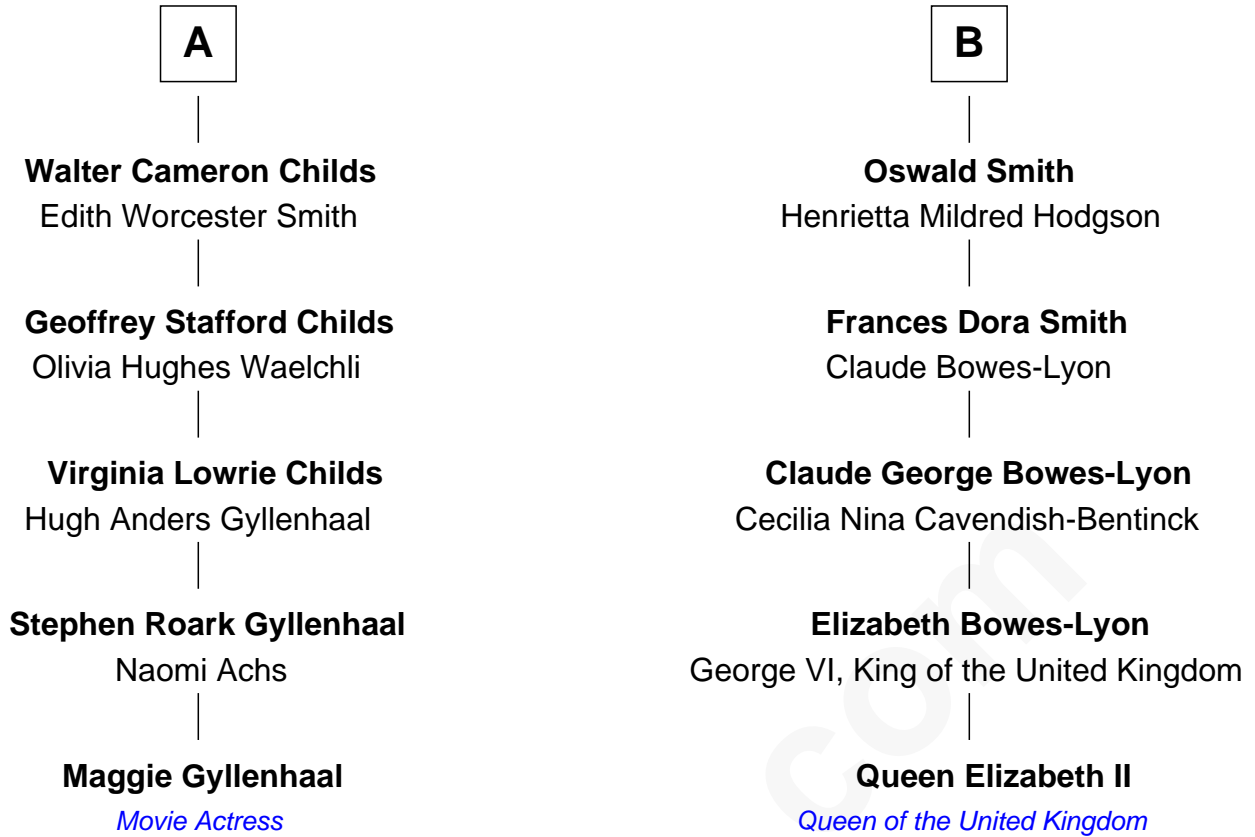 A
Walter Cameron Childs
Edith Worcester Smith
Geoffrey Stafford Childs
Olivia Hughes Waelchli
Virginia Lowrie Childs
Hugh Anders Gyllenhaal
Stephen Roark Gyllenhaal
Naomi Achs
Maggie Gyllenhaal
Movie Actress
B
Oswald Smith
Henrietta Mildred Hodgson
Frances Dora Smith
Claude Bowes-Lyon
Claude George Bowes-Lyon
Cecilia Nina Cavendish-Bentinck
Elizabeth Bowes-Lyon
George VI, King of the United Kingdom
Queen Elizabeth II
Queen of the United Kingdom
com